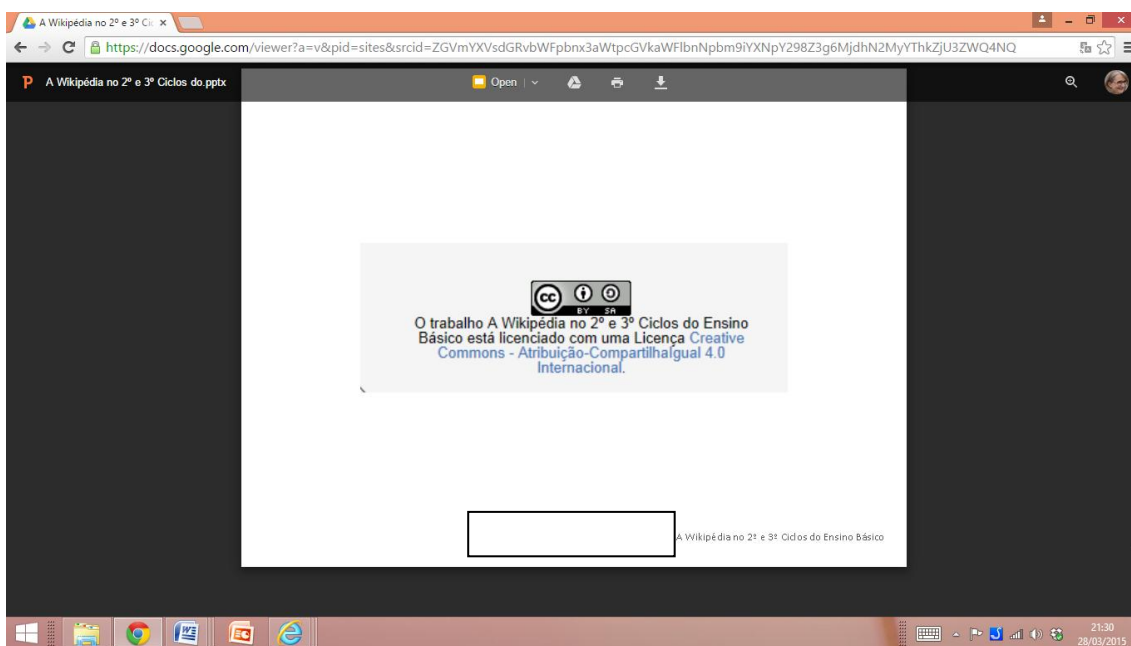 A Wikipédia no 2º e 3º Cic
https://docs.google.com/viewer?a=v&pid=sites&srcid=ZGVmYXVsdGRvbWFpbnx3aWtpcGVkaWFlbnNpbm9iYXNpY298Z3g6MjdhN2MyYThkZjU3ZWQ4NQ
P A Wikipédia no 2º e 3º Ciclos do.pptx
Open
cc BY SA
O trabalho A Wikipédia no 2º e 3º Ciclos do Ensino
Básico está licenciado com uma Licença Creative
Commons - Atribuição-CompartilhaIgual 4.0
Internacional.
A Wikipédia no 2º e 3º Ciclos do Ensino Básico
21:30
28/03/2015